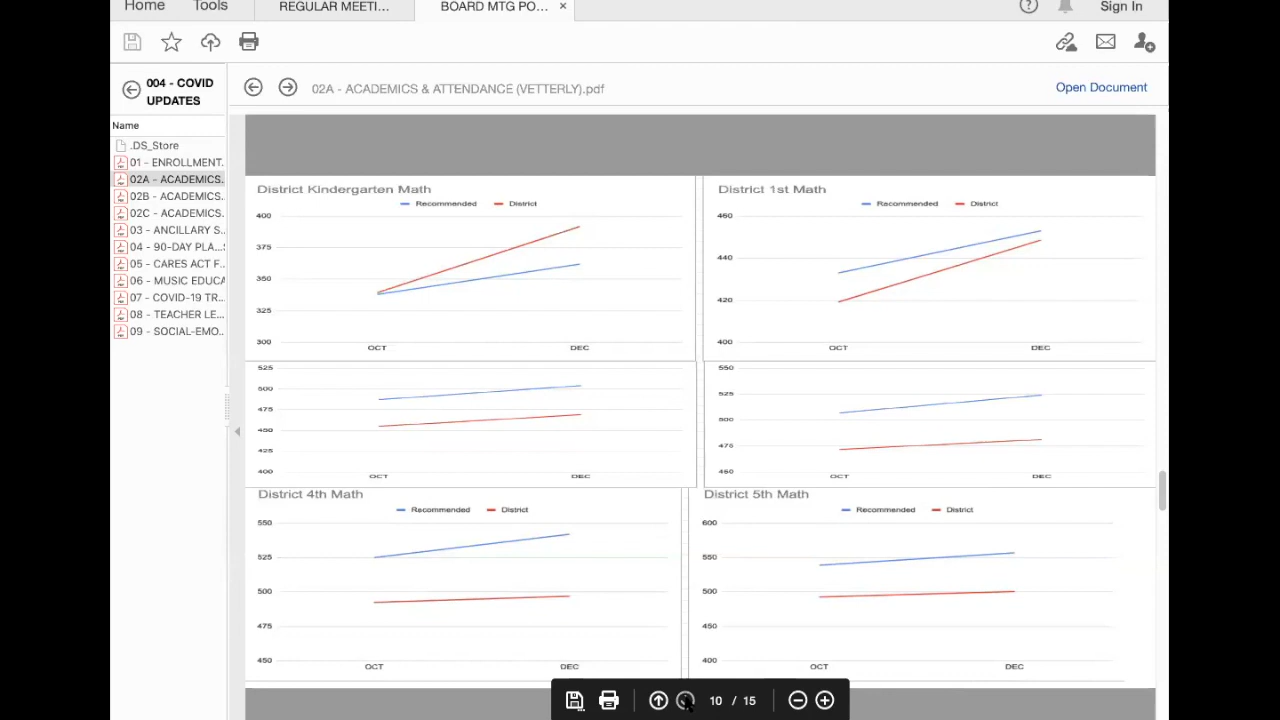 Home
Tools
REGULAR MEETI...
BOARD MTG PO...
×
Sign In
004 - COVID
UPDATES
02A - ACADEMICS & ATTENDANCE (VETTERLY).pdf
Open Document
Name
.DS_Store
01 - ENROLLMENT.
02A - ACADEMICS.
02B - ACADEMICS.
02C - ACADEMICS.
03 - ANCILLARY S..
04 - 90-DAY PLA...
05 - CARES ACT F...
06 - MUSIC EDUCA
07 - COVID-19 TR...
08 - TEACHER LE...
09 - SOCIAL-EMO..
District Kindergarten Math
Recommended District
400
375
350
325
300
OCT DEC
District 1st Math
Recommended District
460
440
420
400
OCT DEC
525
500
475
450
425
400
OCT DEC
550
525
500
475
450
OCT DEC
District 4th Math
Recommended District
550
525
500
475
450
OCT DEC
District 5th Math
Recommended District
600
550
500
450
400
OCT DEC
10 / 15